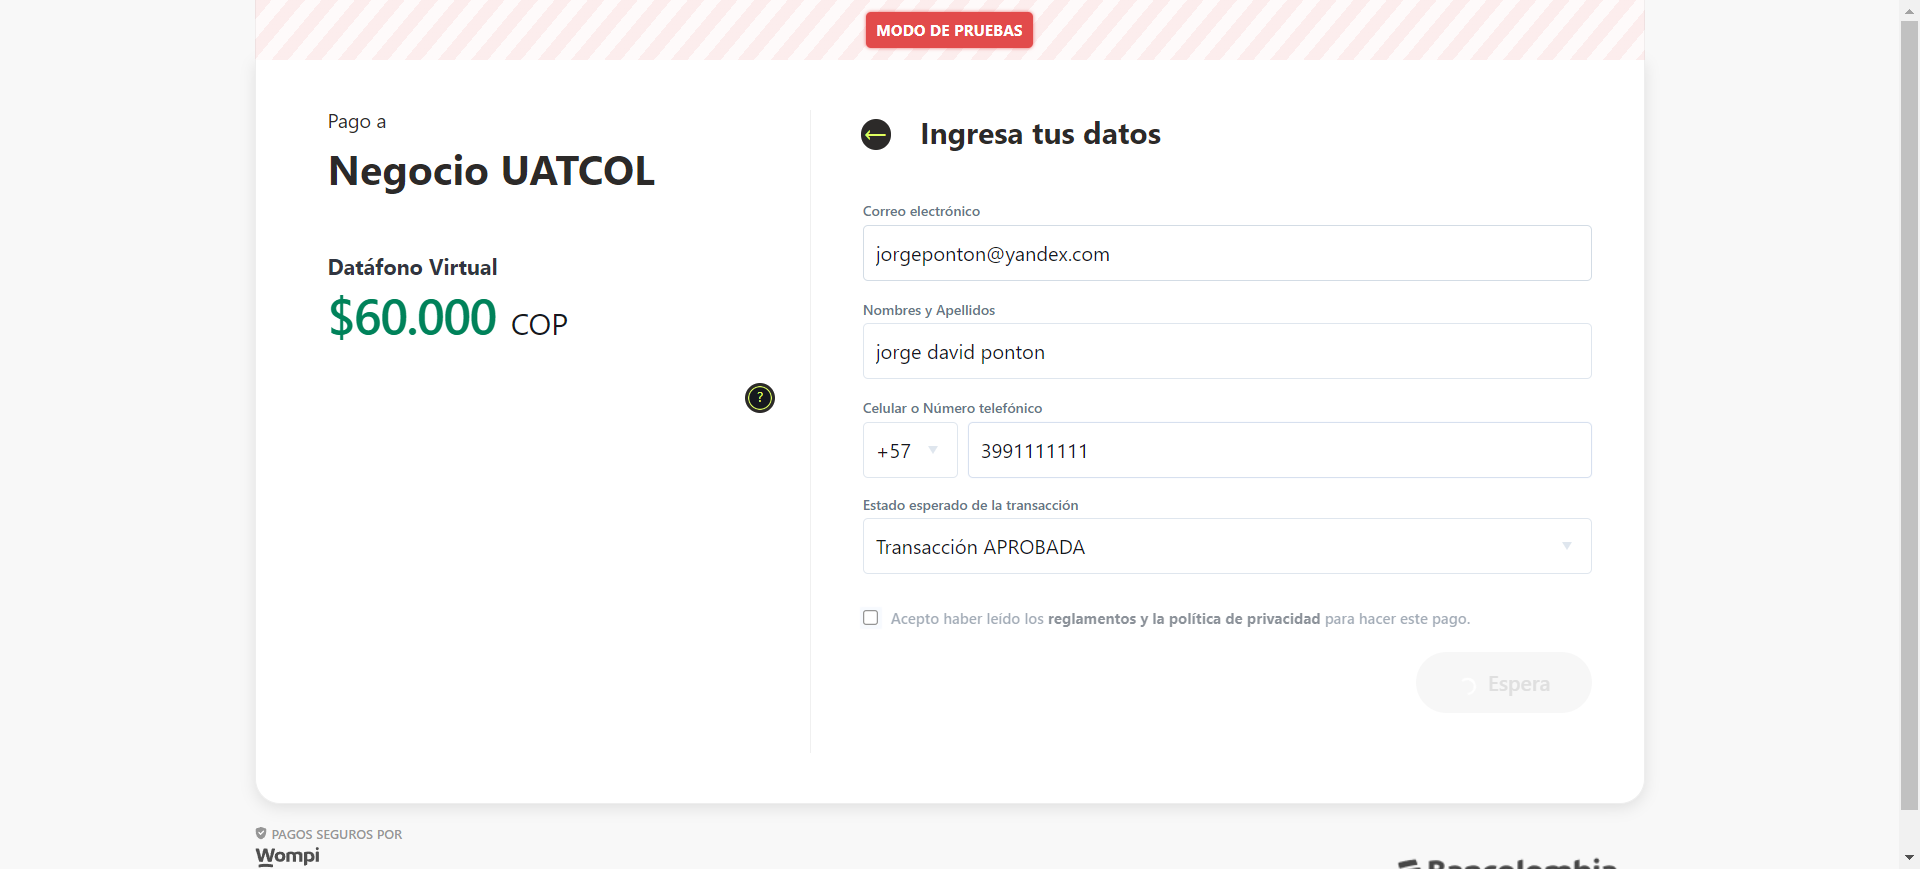 MODO DE PRUEBAS
Pago a
Negocio UATCOL
Datáfono Virtual
$60.000 COP
?
Ingresa tus datos
Correo electrónico
jorgeponton@yandex.com
Nombres y Apellidos
jorge david ponton
Celular o Número telefónico
+57 3991111111
Estado esperado de la transacción
Transacción APROBADA
Acepto haber leído los reglamentos y la política de privacidad para hacer este pago.
Espera
PAGOS SEGUROS POR
Wompi
Bancolombia